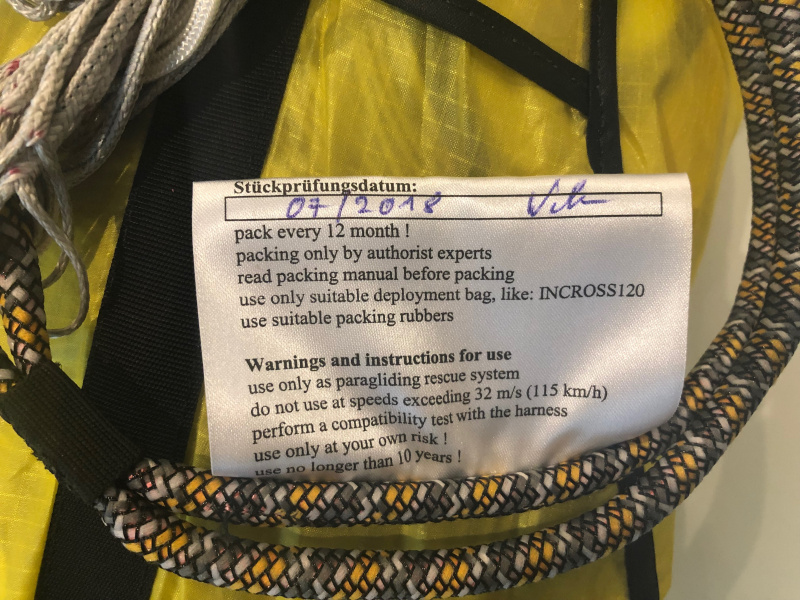 Stückprüfungsdatum:
07/2018
pack every 12 month !
packing only by authorist experts
read packing manual before packing
use only suitable deployment bag, like: INCROSS120
use suitable packing rubbers
Warnings and instructions for use
use only as paragliding rescue system
do not use at speeds exceeding 32 m/s (115 km/h)
perform a compatibility test with the harness
use only at your own risk !
use no longer than 10 years !